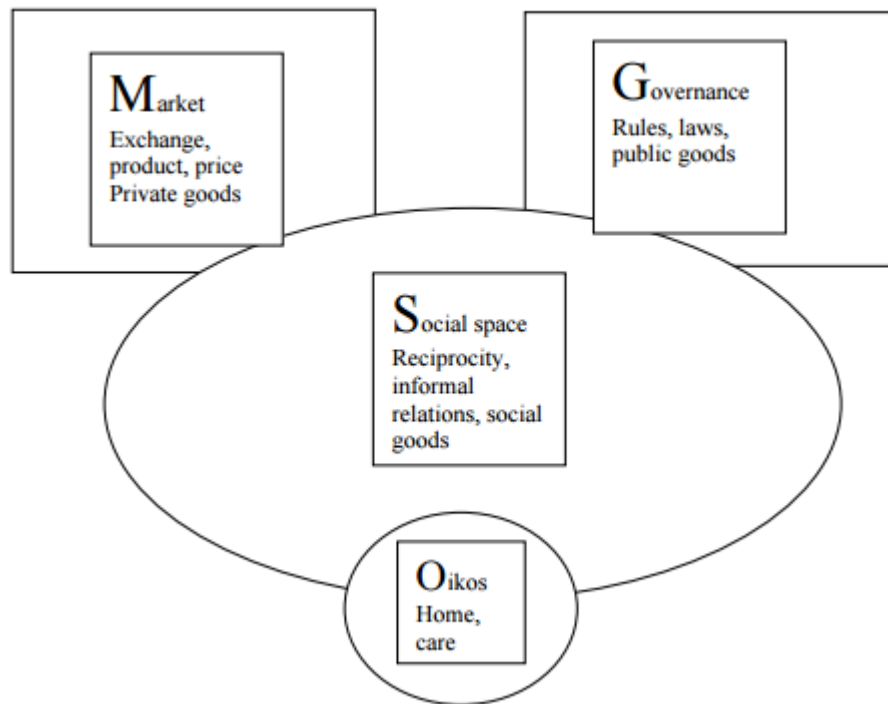 Market
Exchange,
product, price
Private goods
Governance
Rules, laws,
public goods
Social space
Reciprocity,
informal
relations, social
goods
Oikos
Home,
care